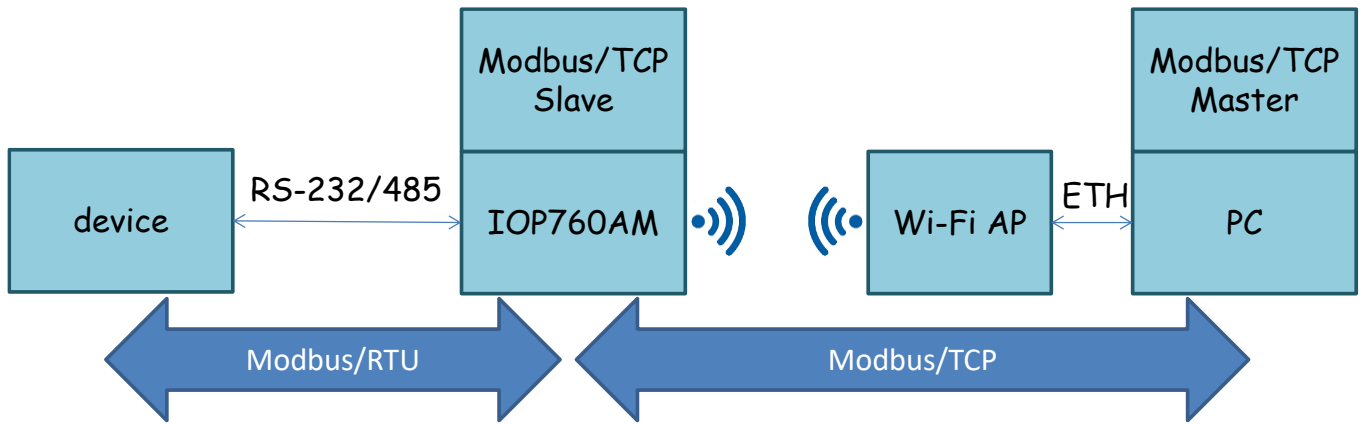 Modbus/TCP
Slave
Modbus/TCP
Master
device
RS-232/485
IOP760AM
Wi-Fi AP
ETH
PC
Modbus/RTU
Modbus/TCP